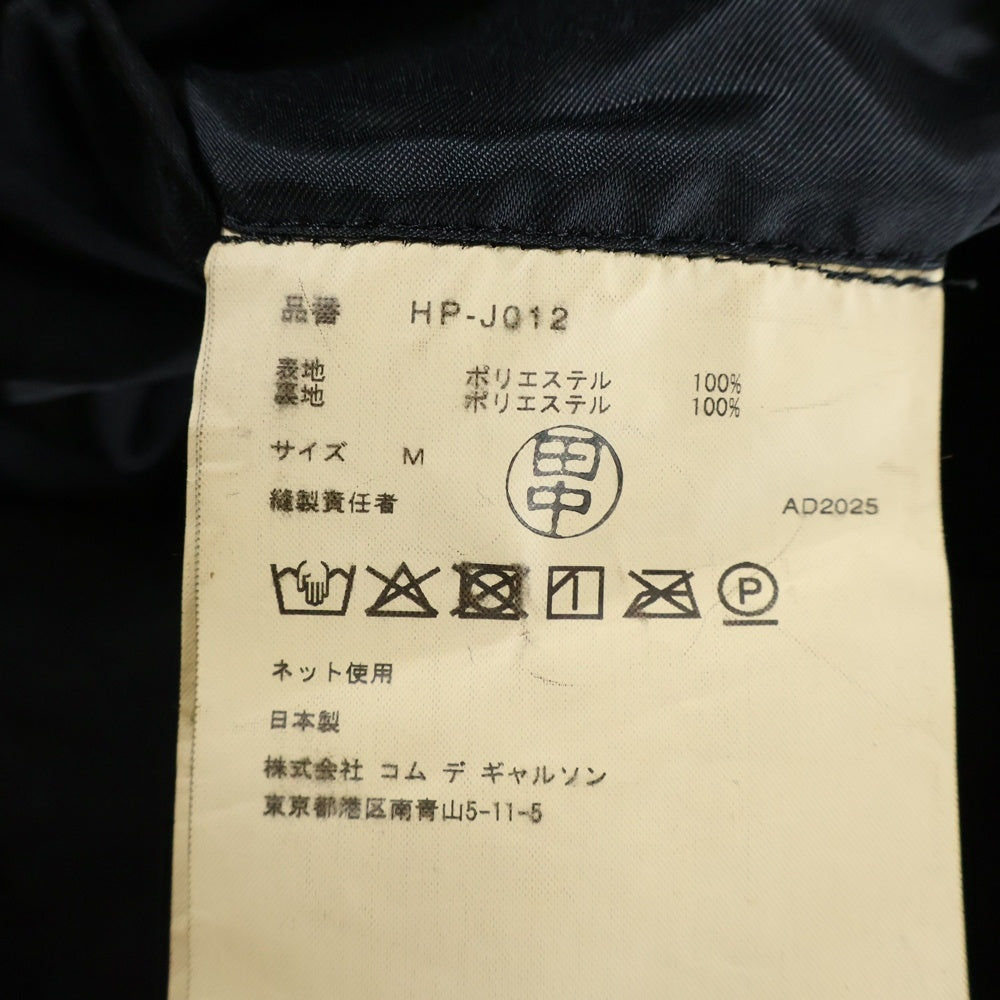 品番 HP-J012
表地 ポリエステル 100%
裏地 ポリエステル 100%
サイズ M
田中
縫製責任者 AD2025
P
ネット使用
日本製
株式会社 コム デ ギャルソン
東京都港区南青山5-11-5